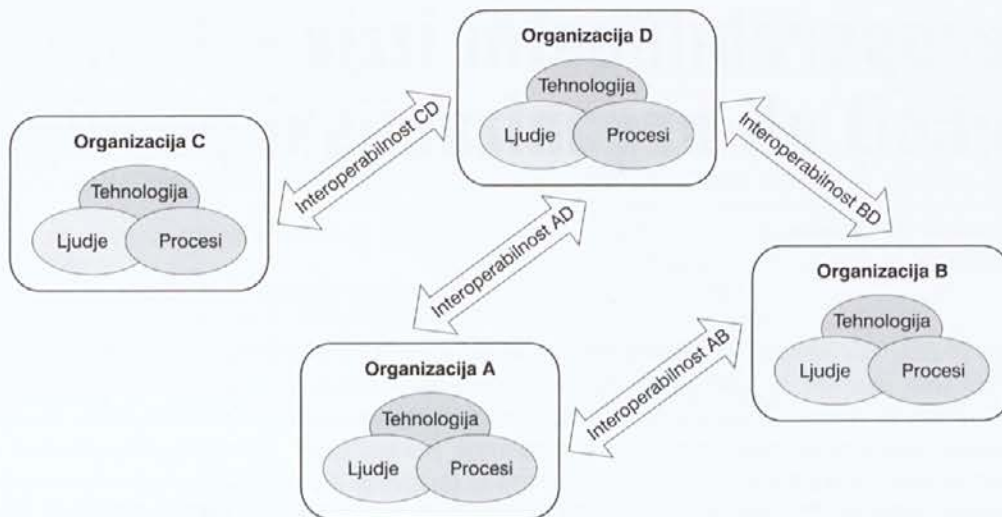 Organizacija D
Tehnologija
Ljudje
Procesi
Interoperabilnost CD
Interoperabilnost BD
Organizacija C
Tehnologija
Ljudje
Procesi
Interoperabilnost AD
Organizacija B
Tehnologija
Ljudje
Procesi
Interoperabilnost AB
Organizacija A
Tehnologija
Ljudje
Procesi